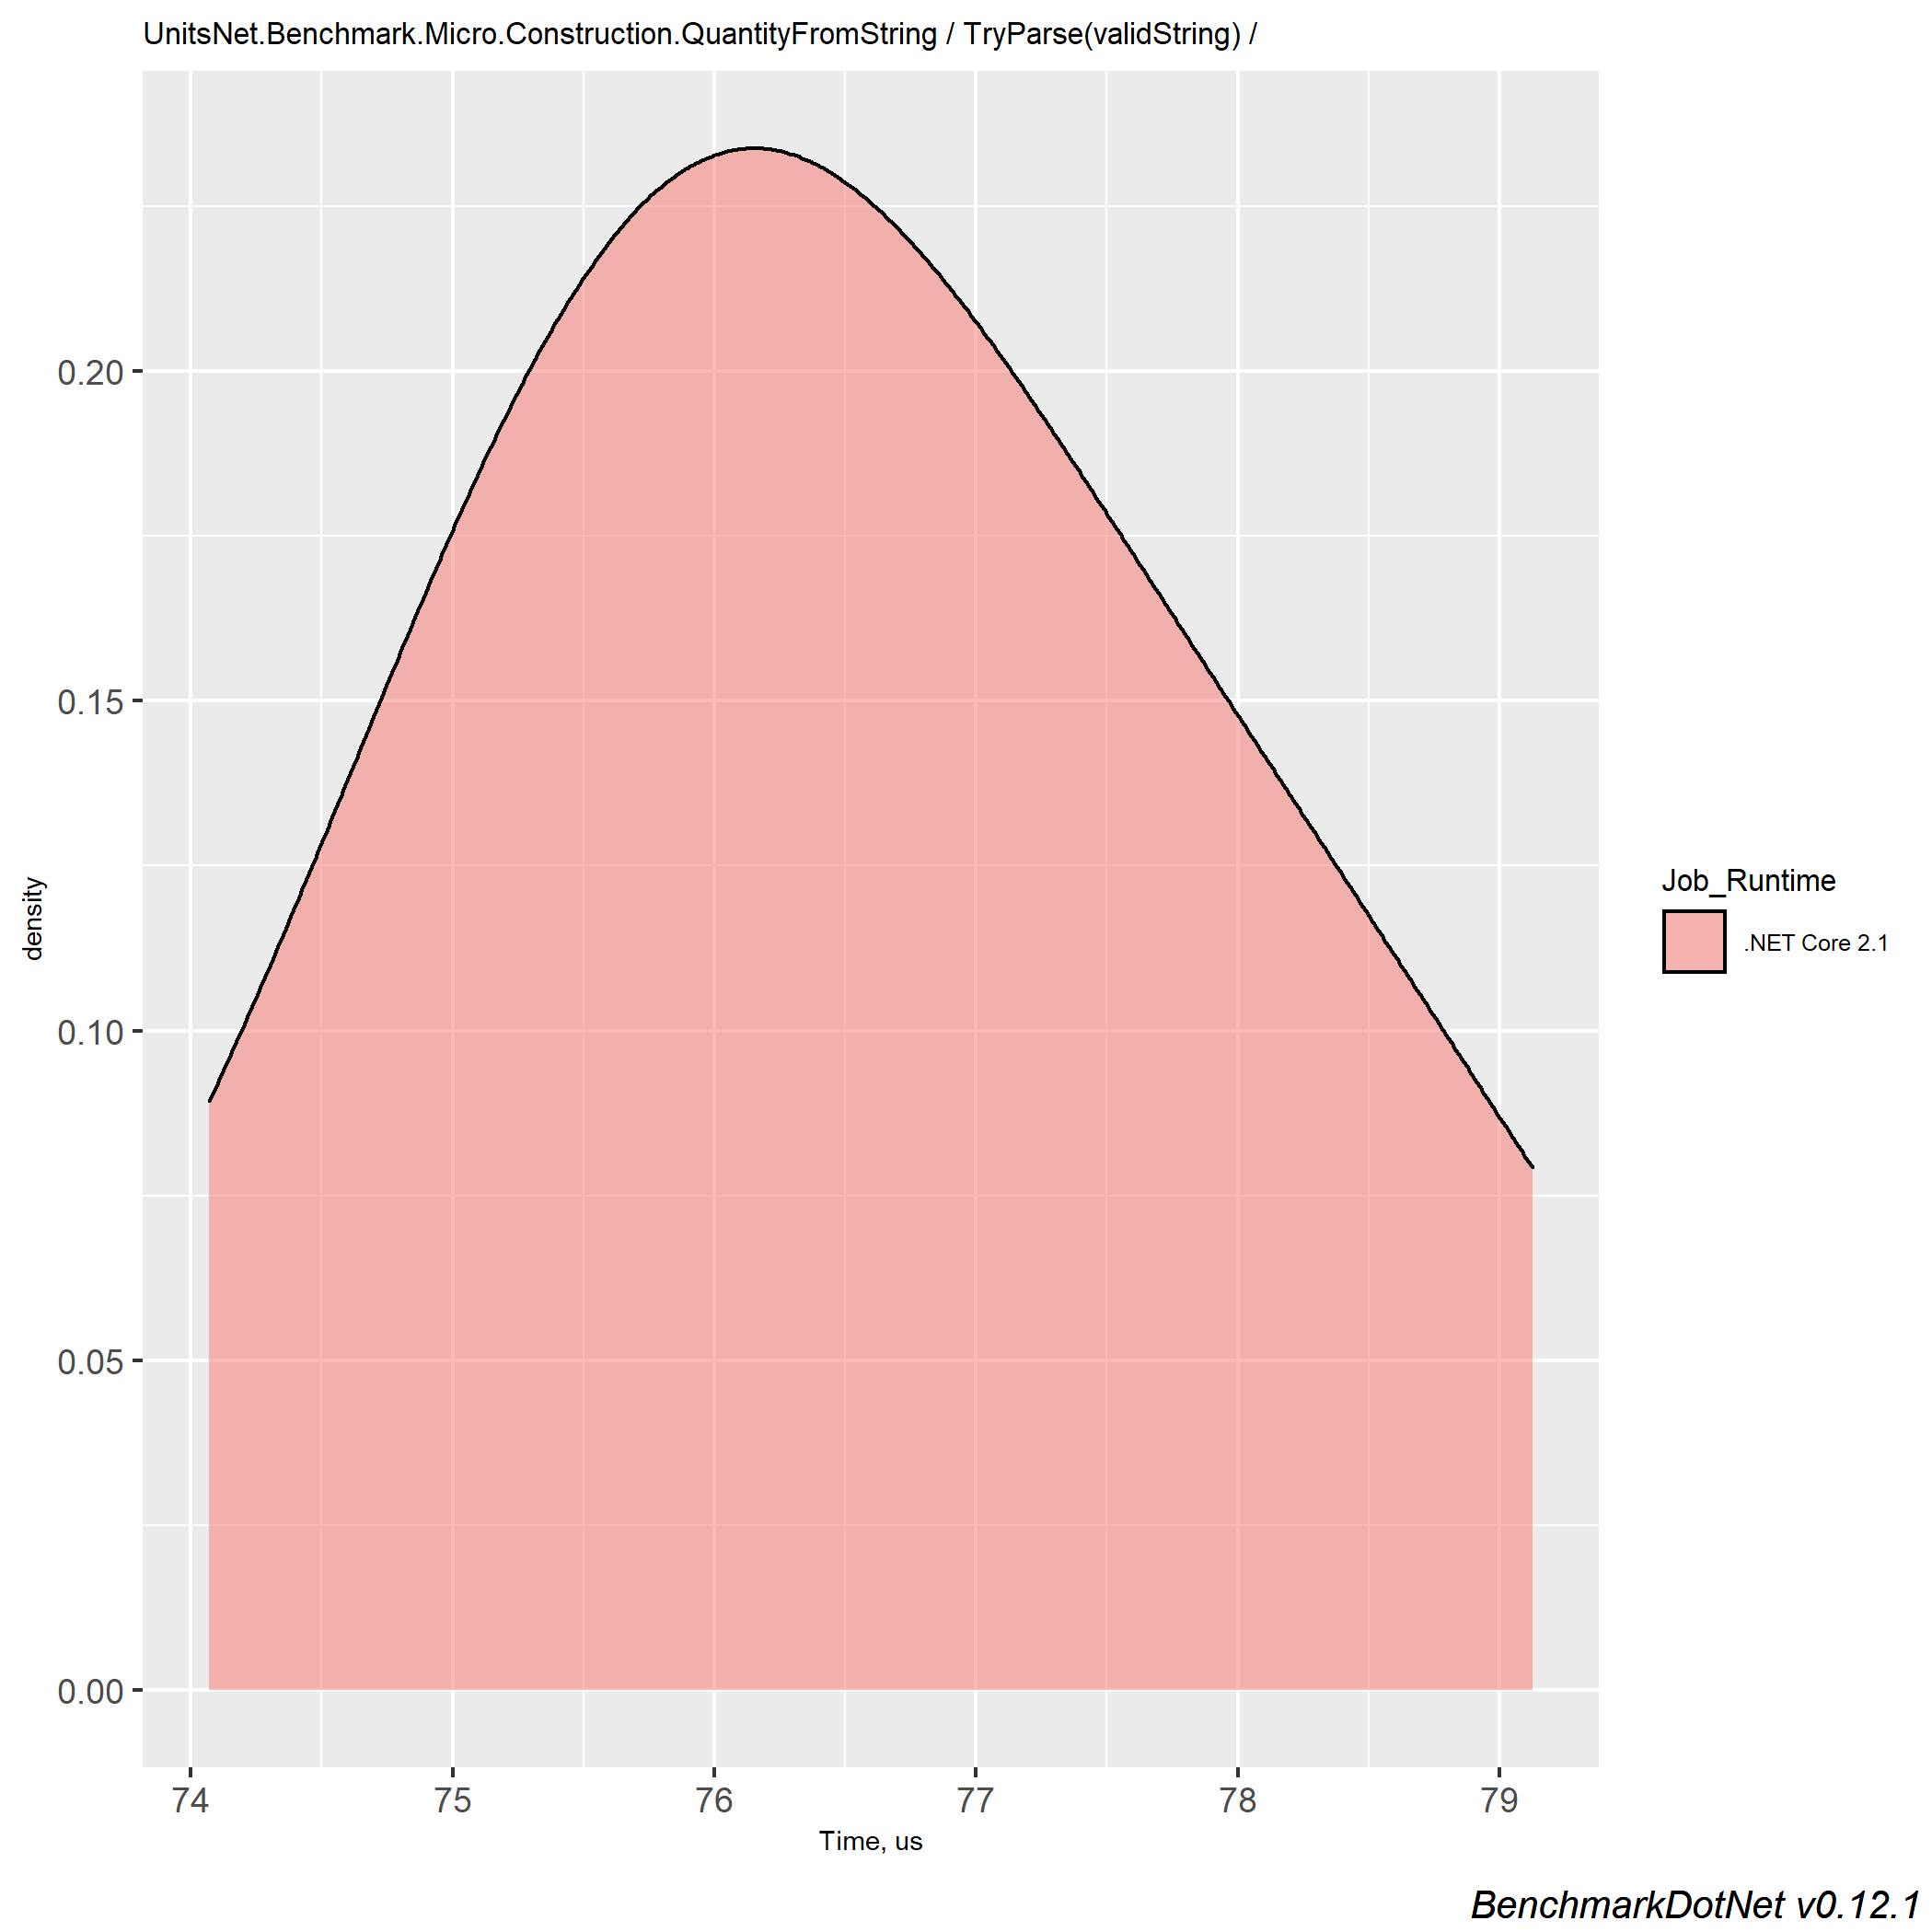 UnitsNet.Benchmark.Micro.Construction.QuantityFromString / TryParse(validString) /
density
0.20
0.15
0.10
0.05
0.00
74 75 76 77 78 79
Time, us
Job_Runtime
.NET Core 2.1
BenchmarkDotNet v0.12.1